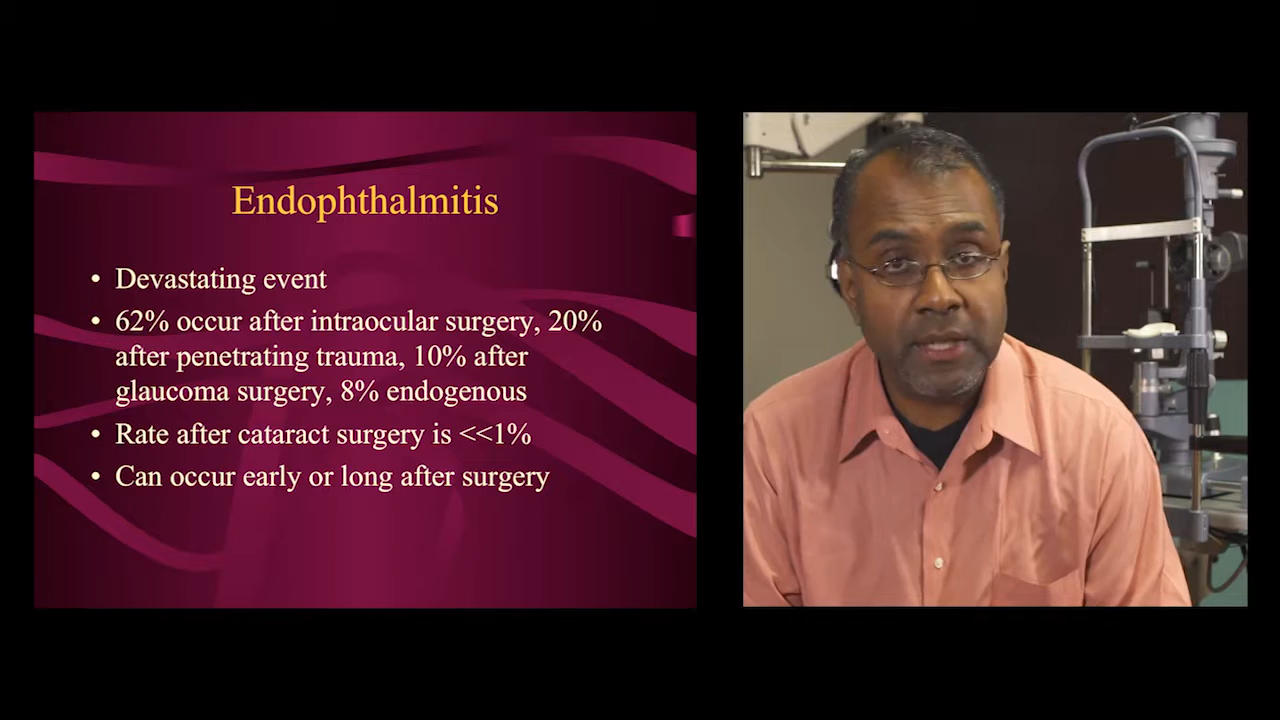 Endophthalmitis
• Devastating event
• 62% occur after intraocular surgery, 20%
after penetrating trauma, 10% after
glaucoma surgery, 8% endogenous
• Rate after cataract surgery is <<1%
• Can occur early or long after surgery